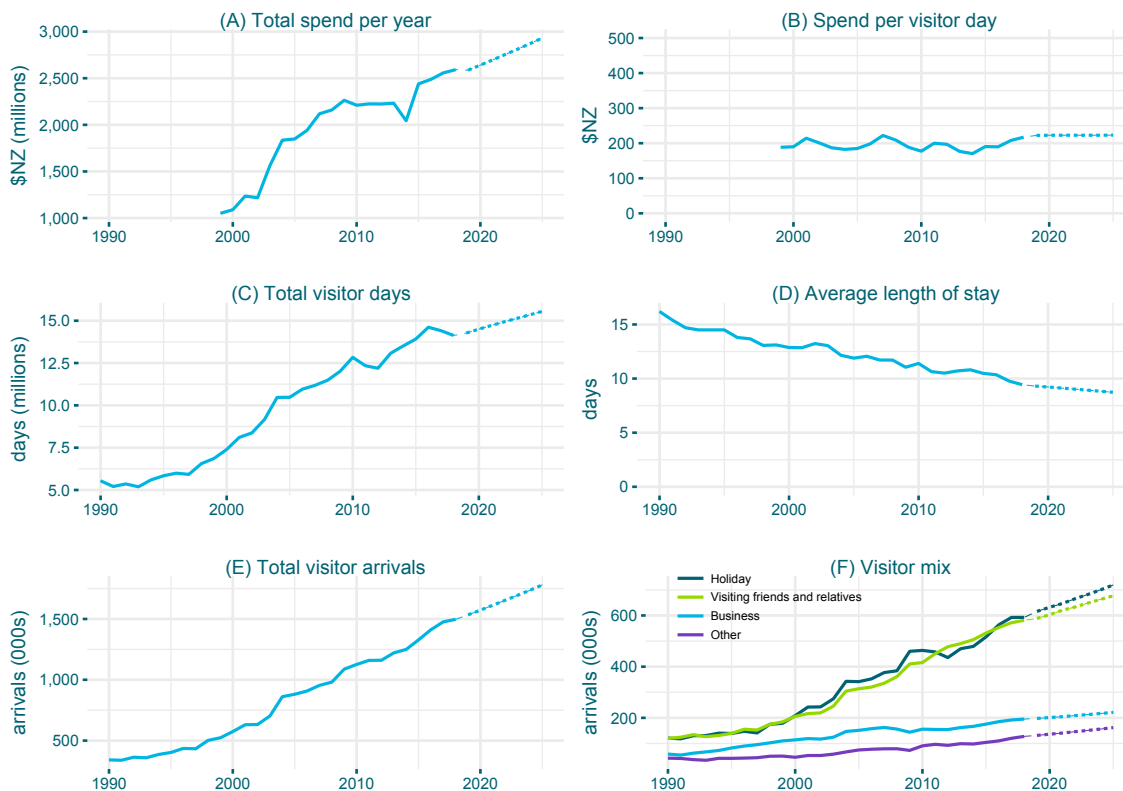 (A) Total spend per year
$NZ (millions)
3,000
2,500
2,000
1,500
1,000
1990 2000 2010 2020
(B) Spend per visitor day
$NZ
500
400
300
200
100
0
1990 2000 2010 2020
(C) Total visitor days
days (millions)
15.0
12.5
10.0
7.5
5.0
1990 2000 2010 2020
(D) Average length of stay
days
15
10
5
0
1990 2000 2010 2020
(E) Total visitor arrivals
arrivals (000s)
1,500
1,000
500
1990 2000 2010 2020
(F) Visitor mix
Holiday
Visiting friends and relatives
Business
Other
arrivals (000s)
600
400
200
1990 2000 2010 2020